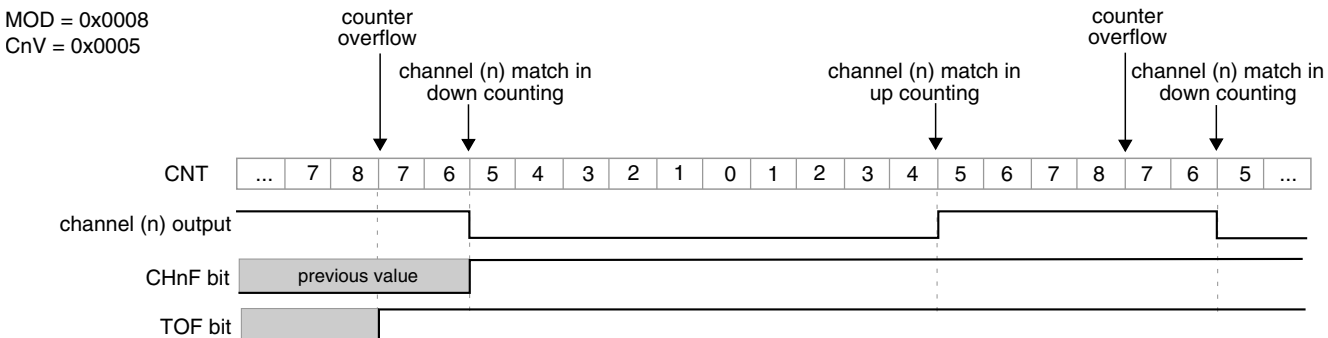 MOD = 0x0008
CnV = 0x0005
counter
overflow
channel (n) match in
down counting
channel (n) match in
up counting
counter
overflow
channel (n) match in
down counting
CNT ... 7 8 7 6 5 4 3 2 1 0 1 2 3 4 5 6 7 8 7 6 5 ...
channel (n) output
CHnF bit previous value
TOF bit